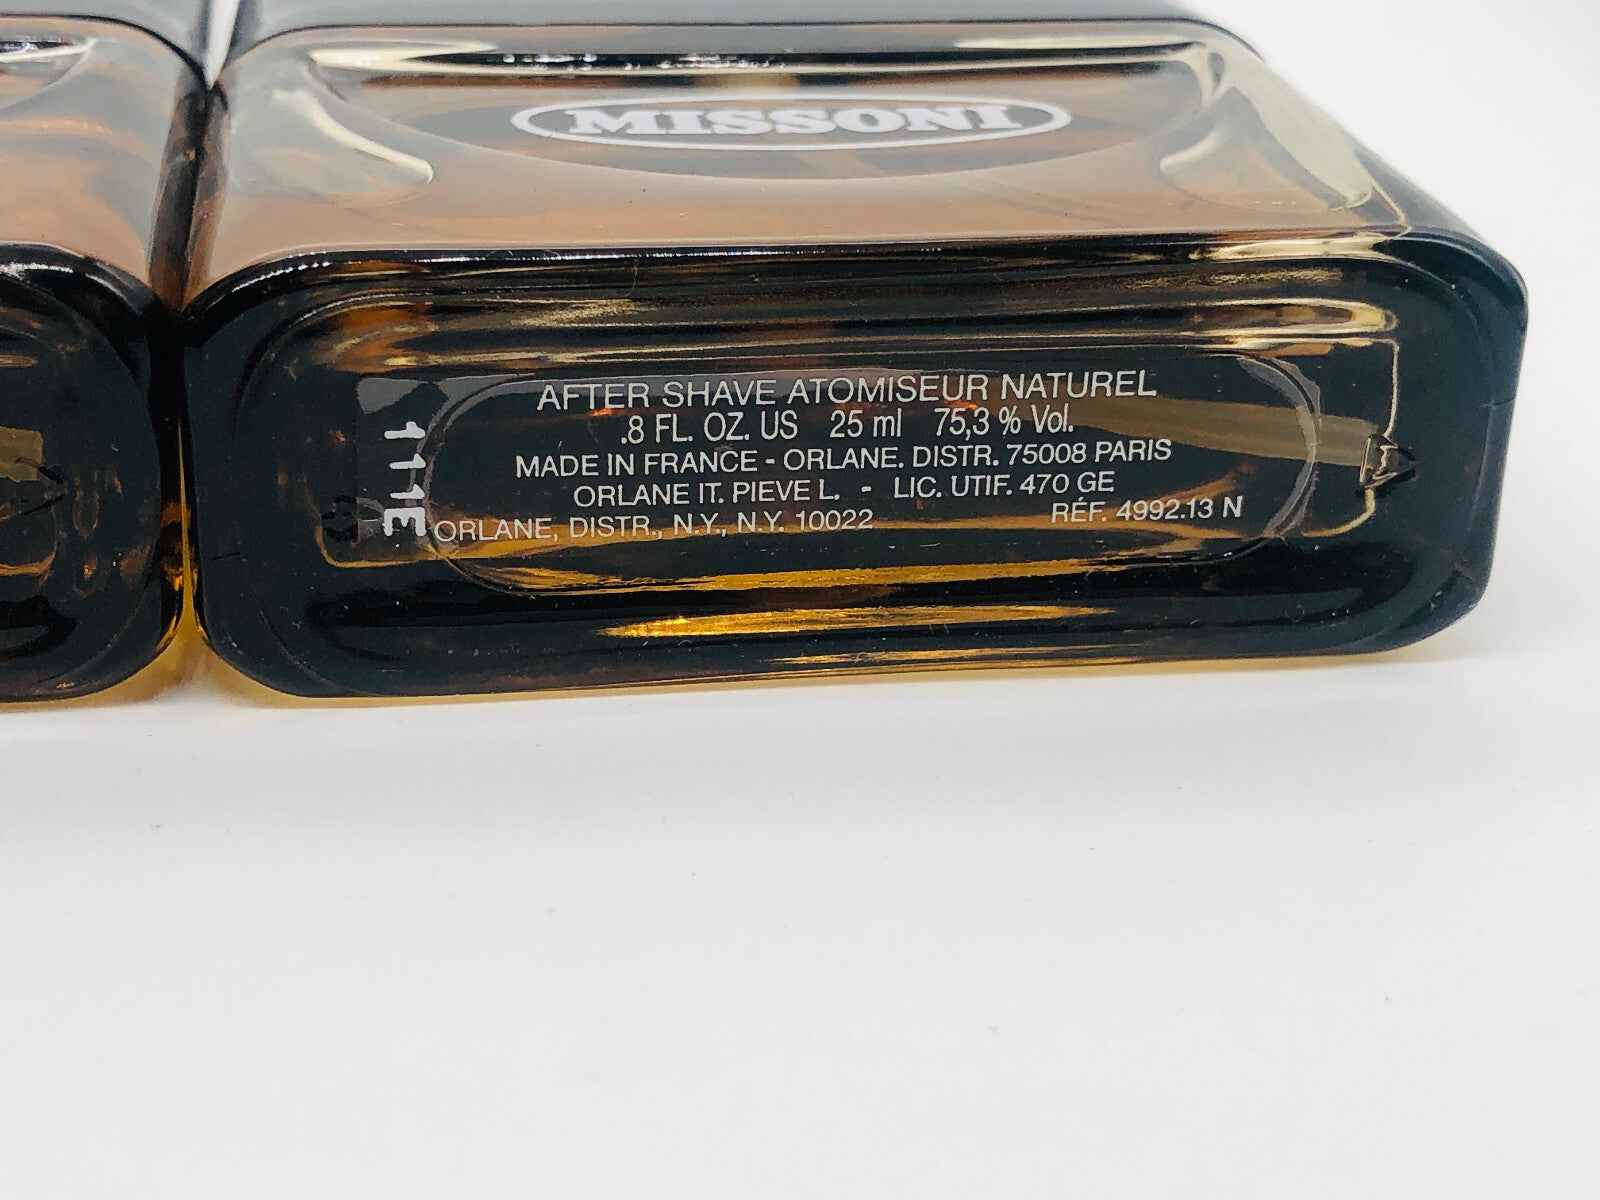 MISSONI
AFTER SHAVE ATOMISEUR NATUREL
.8 FL. OZ. US 25 ml 75,3 % Vol.
MADE IN FRANCE - ORLANE. DISTR. 75008 PARIS
ORLANE IT. PIEVE L. - LIC. UTIF. 470 GE
ORLANE, DISTR., N.Y., N.Y. 10022 RÉF. 4992.13 N
111E